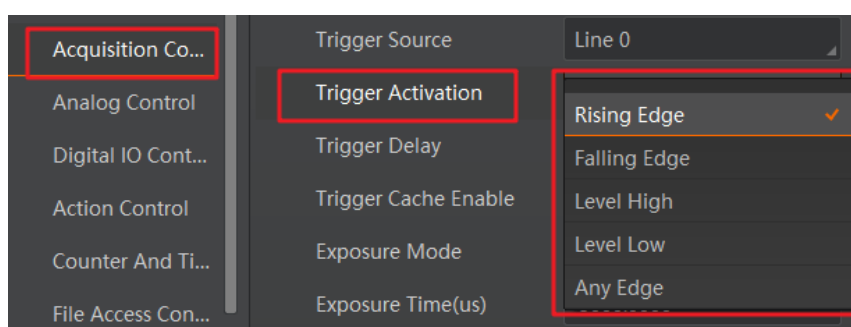 Acquisition Co...
Analog Control
Digital IO Cont...
Action Control
Counter And Ti...
File Access Con...
Trigger Source
Line 0
Trigger Activation
Rising Edge
Trigger Delay
Falling Edge
Trigger Cache Enable
Level High
Exposure Mode
Level Low
Exposure Time(us)
Any Edge